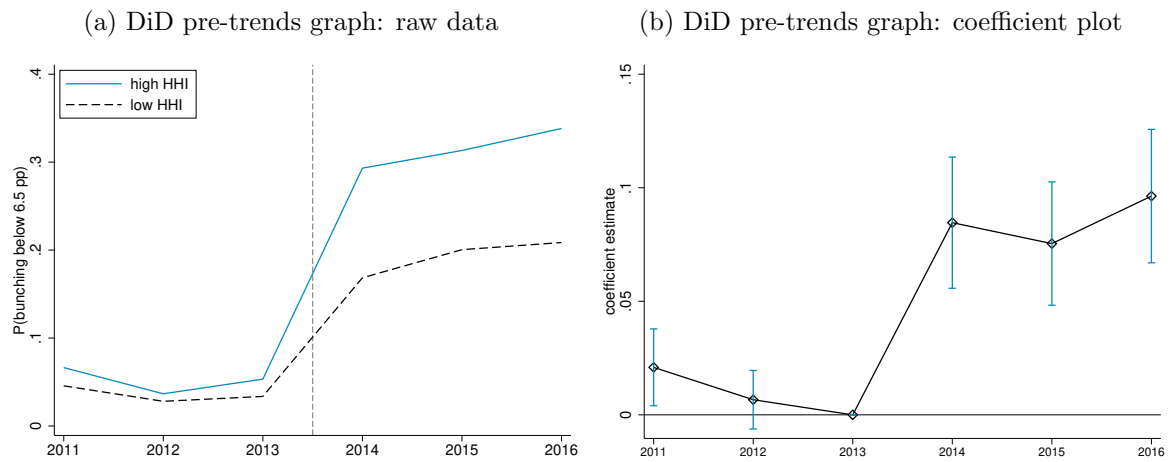 (a) DiD pre-trends graph: raw data
high HHI
low HHI
P(bunching below 6.5 pp)
.4
.3
.2
.1
0
2011 2012 2013 2014 2015 2016
(b) DiD pre-trends graph: coefficient plot
coefficient estimate
.15
.1
.05
0
2011 2012 2013 2014 2015 2016